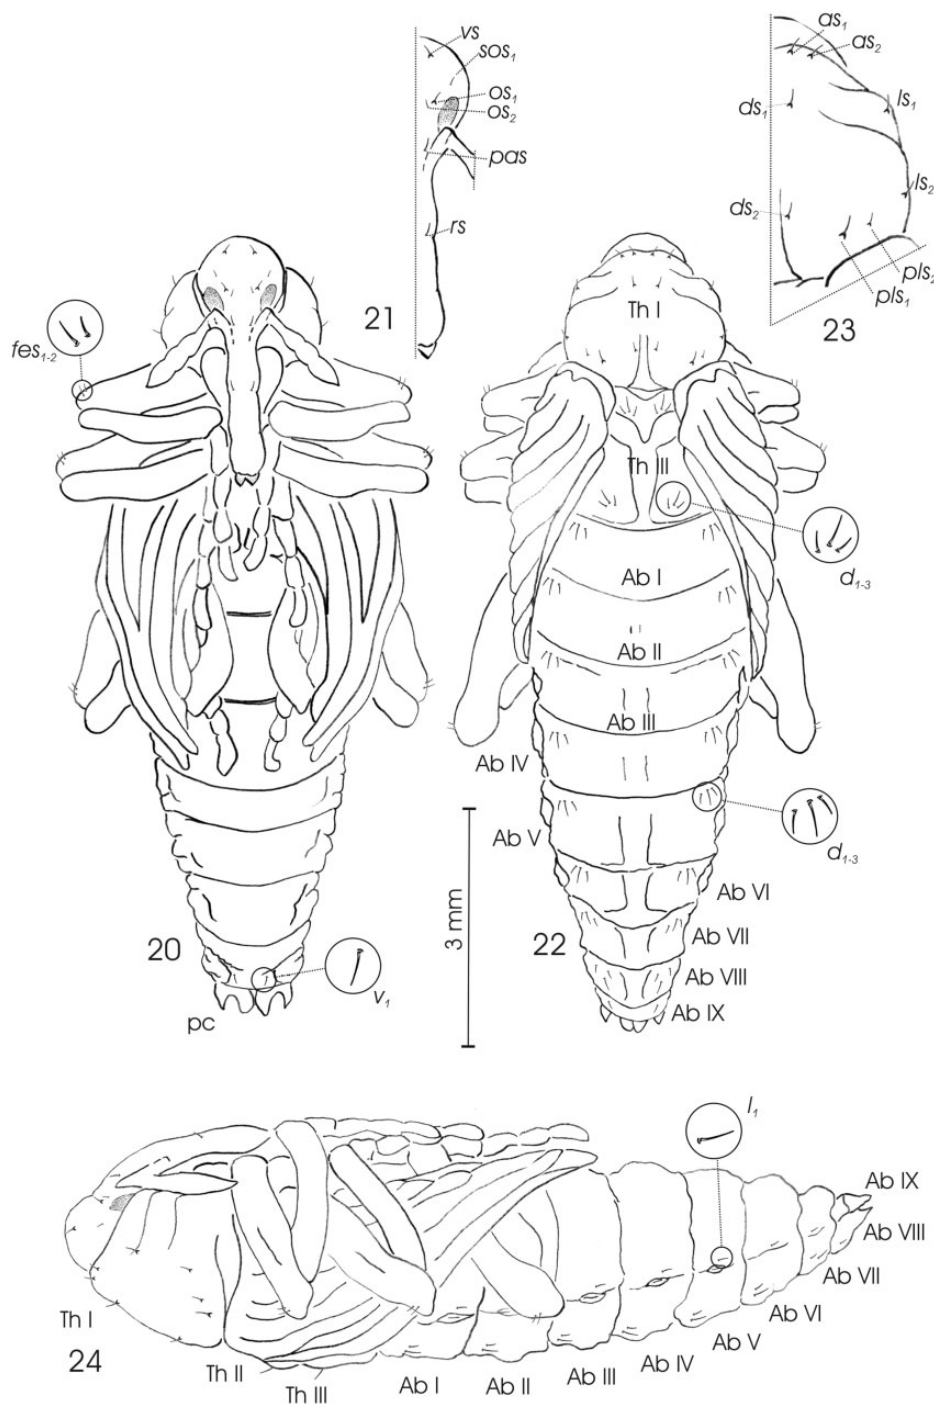 vs
sos1
os1
os2
pas
rs
21
as1
as2
ds1
ls1
ls2
ds2
pls2
pls1
23
fes1-2
Th I
Th III
d1-3
Ab I
Ab II
Ab III
Ab IV
Ab V
d1-3
Ab VI
Ab VII
Ab VIII
Ab IX
20
22
3 mm
v1
pc
l1
Ab IX
Ab VIII
Ab VII
Ab VI
Ab V
Ab IV
Ab III
Ab II
Ab I
Th III
Th II
Th I
24